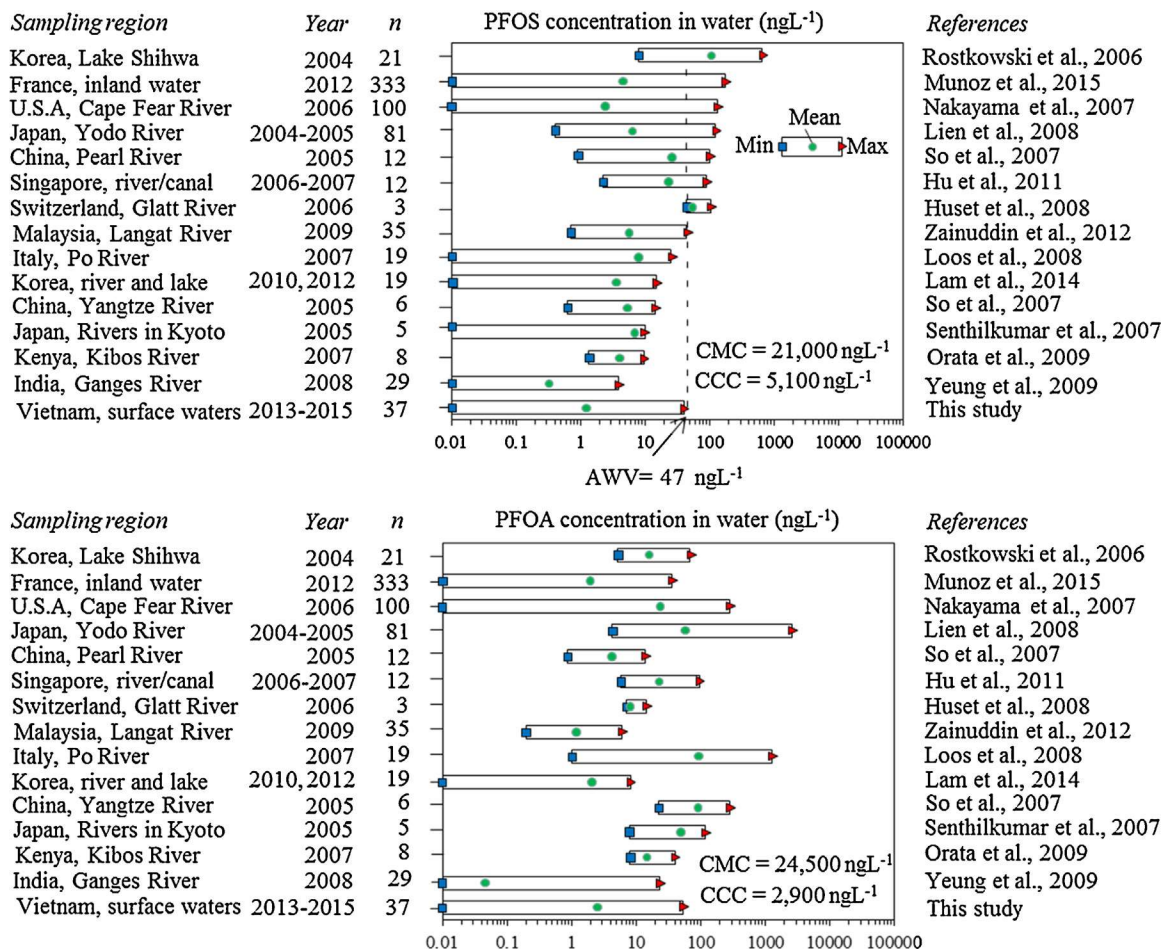 Sampling region Year n PFOS concentration in water (ngL-1) References
Korea, Lake Shihwa 2004 21 Rostkowski et al., 2006
France, inland water 2012 333 Munoz et al., 2015
U.S.A, Cape Fear River 2006 100 Nakayama et al., 2007
Japan, Yodo River 2004-2005 81 Mean Lien et al., 2008
China, Pearl River 2005 12 Min Max So et al., 2007
Singapore, river/canal 2006-2007 12 Hu et al., 2011
Switzerland, Glatt River 2006 3 Huset et al., 2008
Malaysia, Langat River 2009 35 Zainuddin et al., 2012
Italy, Po River 2007 19 Loos et al., 2008
Korea, river and lake 2010,2012 19 Lam et al., 2014
China, Yangtze River 2005 6 So et al., 2007
Japan, Rivers in Kyoto 2005 5 Senthilkumar et al., 2007
Kenya, Kibos River 2007 8 CMC = 21,000 ngL-1 Orata et al., 2009
India, Ganges River 2008 29 CCC = 5,100 ngL-1 Yeung et al., 2009
Vietnam, surface waters 2013-2015 37 This study
0.01 0.1 1 10 100 1000 10000 100000
AWV= 47 ngL-1
Sampling region Year n PFOA concentration in water (ngL-1) References
Korea, Lake Shihwa 2004 21 Rostkowski et al., 2006
France, inland water 2012 333 Munoz et al., 2015
U.S.A, Cape Fear River 2006 100 Nakayama et al., 2007
Japan, Yodo River 2004-2005 81 Lien et al., 2008
China, Pearl River 2005 12 So et al., 2007
Singapore, river/canal 2006-2007 12 Hu et al., 2011
Switzerland, Glatt River 2006 3 Huset et al., 2008
Malaysia, Langat River 2009 35 Zainuddin et al., 2012
Italy, Po River 2007 19 Loos et al., 2008
Korea, river and lake 2010,2012 19 Lam et al., 2014
China, Yangtze River 2005 6 So et al., 2007
Japan, Rivers in Kyoto 2005 5 Senthilkumar et al., 2007
Kenya, Kibos River 2007 8 CMC = 24,500 ngL-1 Orata et al., 2009
India, Ganges River 2008 29 CCC = 2,900 ngL-1 Yeung et al., 2009
Vietnam, surface waters 2013-2015 37 This study
0.01 0.1 1 10 100 1000 10000 100000